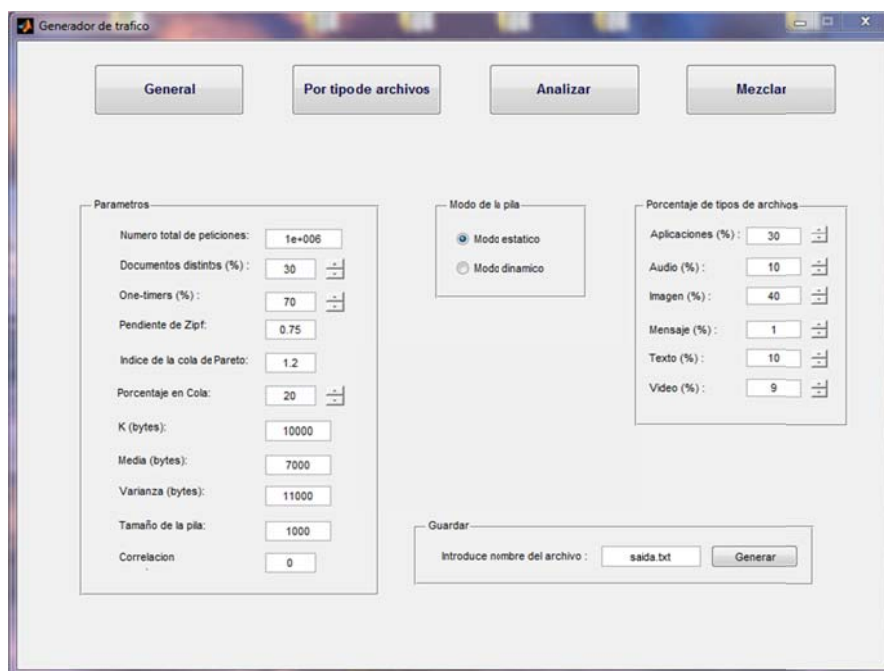 Generador de trafico
General
Por tipo de archivos
Analizar
Mezclar
Parametros
Numero total de peticiones: 1e+006
Documentos distintos (%) : 30
One-timers (%) : 70
Pendiente de Zipf: 0.75
Indice de la cola de Pareto: 1.2
Porcentaje en Cola: 20
K (bytes): 10000
Media (bytes): 7000
Varianza (bytes): 11000
Tamaño de la pila: 1000
Correlacion 0
Modo de la pila
Modo estatico
Modo dinamico
Porcentaje de tipos de archivos
Aplicaciones (%) : 30
Audio (%) : 10
Imagen (%) : 40
Mensaje (%) : 1
Texto (%) : 10
Video (%) : 9
Guardar
Introduce nombre del archivo : saida.txt Generar